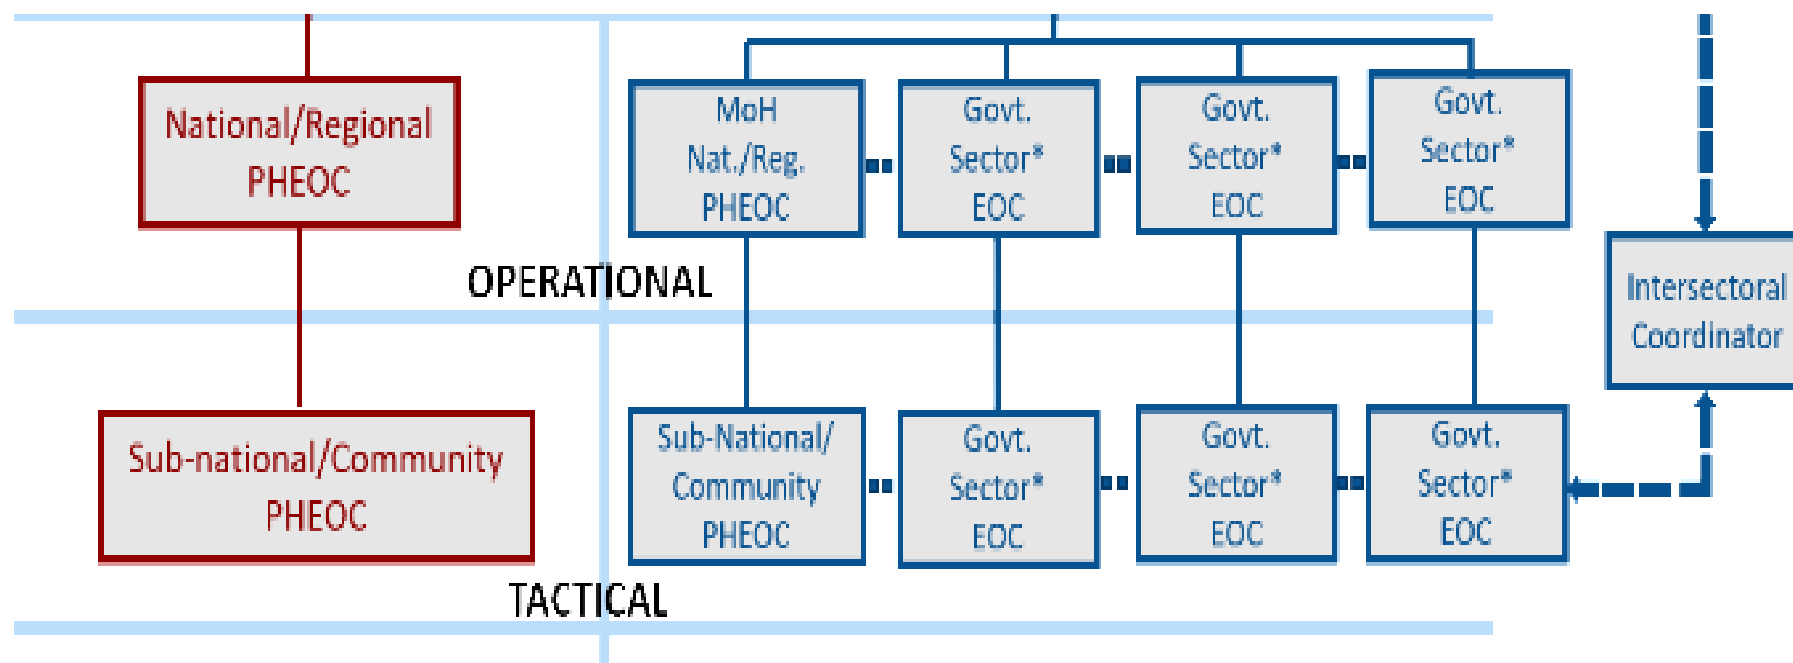 National/Regional
PHEOC
MoH
Nat./Reg.
PHEOC
Govt.
Sector*
EOC
Govt.
Sector*
EOC
Govt.
Sector*
EOC
OPERATIONAL
Intersectoral
Coordinator
Sub-national/Community
PHEOC
Sub-National/
Community
PHEOC
Govt.
Sector*
EOC
Govt.
Sector*
EOC
Govt.
Sector*
EOC
TACTICAL